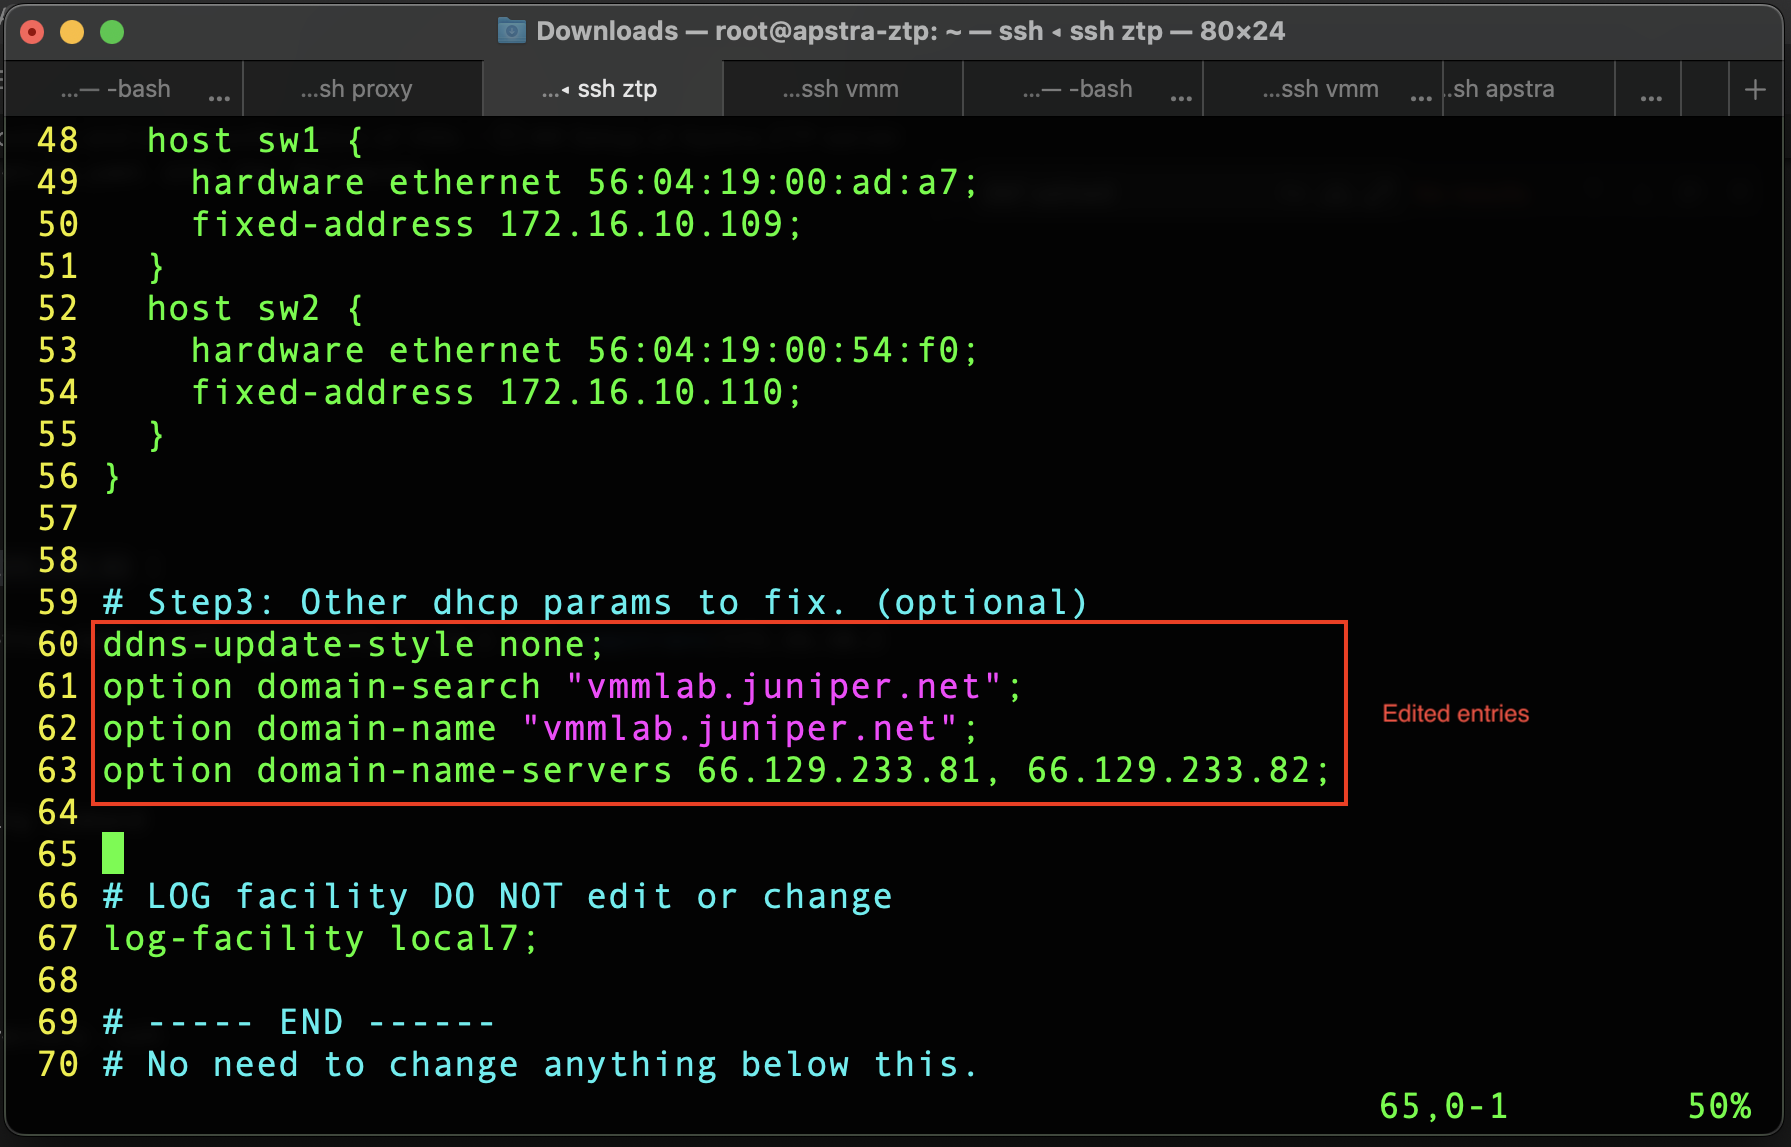 Downloads — root@apstra-ztp: ~ — ssh ◂ ssh ztp — 80×24
...— -bash ... ...sh proxy ...◂ ssh ztp ...ssh vmm ...— -bash ... ...ssh vmm ... ..sh apstra ... +
48 host sw1 {
49 hardware ethernet 56:04:19:00:ad:a7;
50 fixed-address 172.16.10.109;
51 }
52 host sw2 {
53 hardware ethernet 56:04:19:00:54:f0;
54 fixed-address 172.16.10.110;
55 }
56 }
57
58
59 # Step3: Other dhcp params to fix. (optional)
60 ddns-update-style none;
61 option domain-search "vmmlab.juniper.net";
62 option domain-name "vmmlab.juniper.net";
Edited entries
63 option domain-name-servers 66.129.233.81, 66.129.233.82;
64
65
66 # LOG facility DO NOT edit or change
67 log-facility local7;
68
69 # ----- END ------
70 # No need to change anything below this.
65,0-1 50%